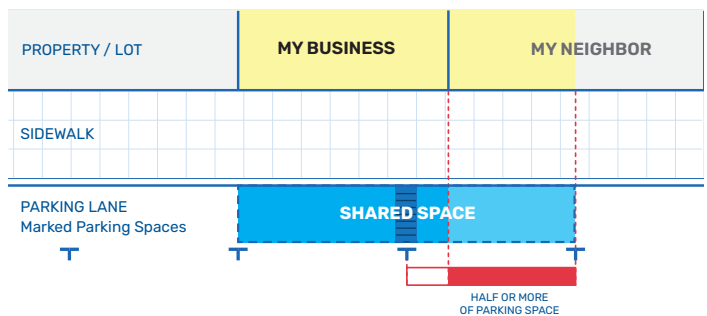 PROPERTY / LOT
MY BUSINESS
MY NEIGHBOR
SIDEWALK
PARKING LANE
Marked Parking Spaces
SHARED SPACE
HALF OR MORE
OF PARKING SPACE